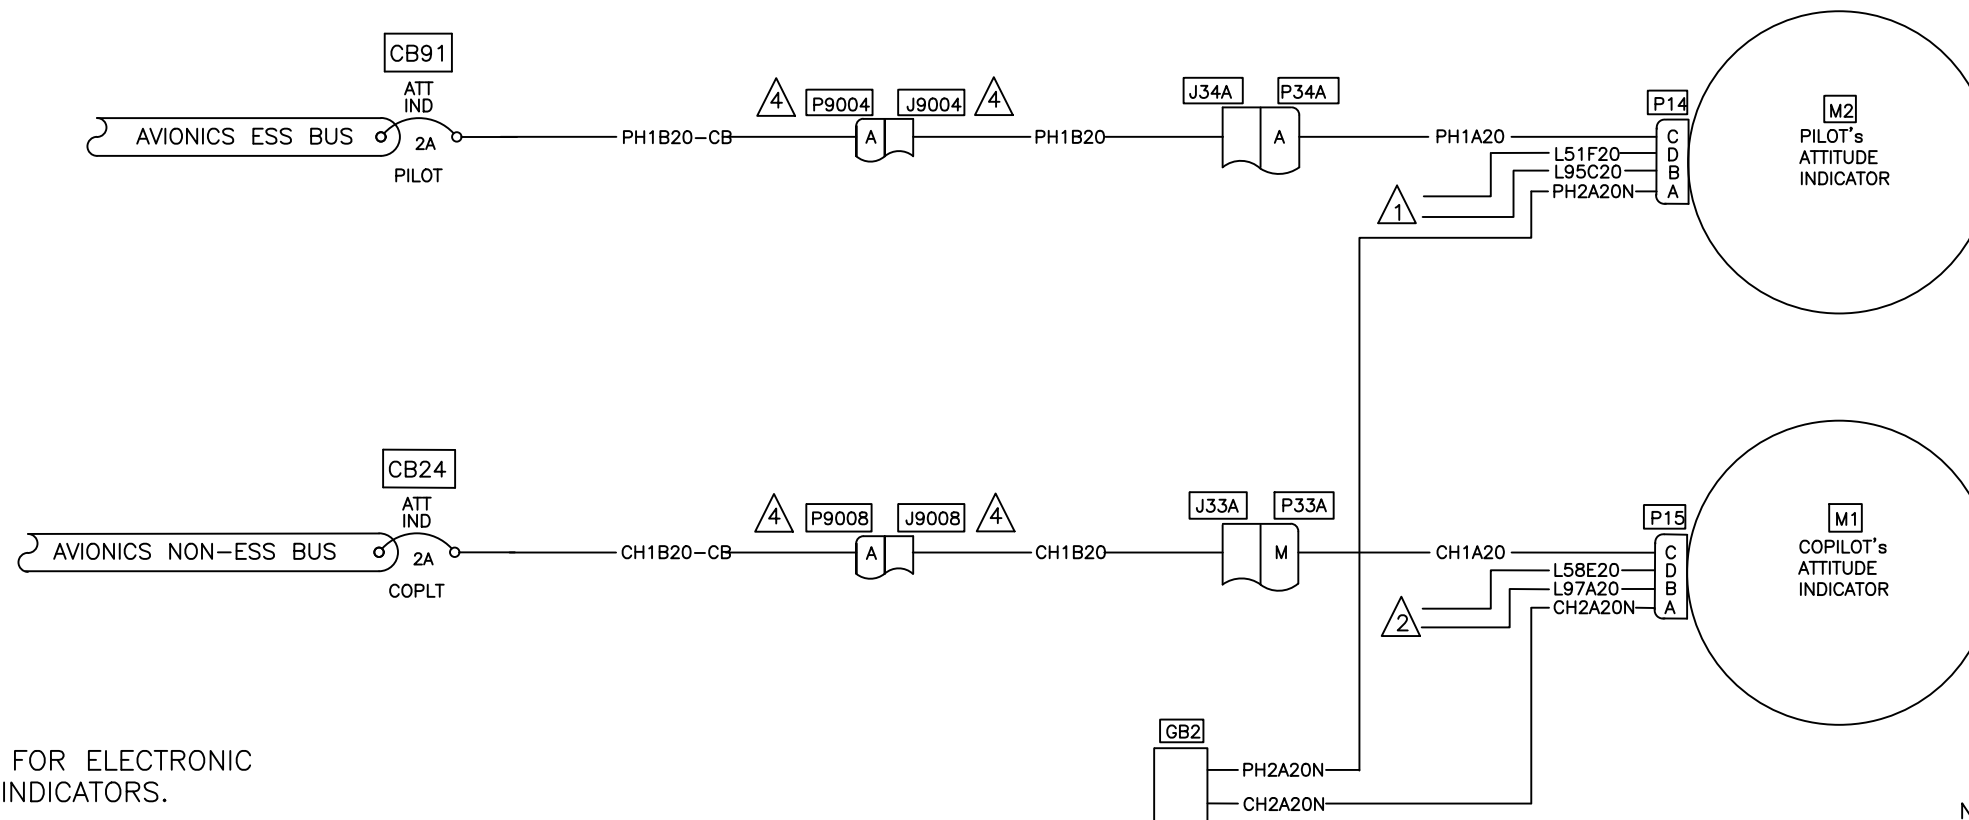 CB91
ATT
IND
AVIONICS ESS BUS
2A
PILOT
PH1B20-CB
4
P9004
J9004
4
A
PH1B20
J34A
P34A
A
PH1A20
P14
C
L51F20
D
L95C20
B
PH2A20N
A
1
M2
PILOT's
ATTITUDE
INDICATOR
CB24
ATT
IND
AVIONICS NON-ESS BUS
2A
COPLT
CH1B20-CB
4
P9008
J9008
4
A
CH1B20
J33A
P33A
M
CH1A20
P15
C
L58E20
D
L97A20
B
CH2A20N
A
2
M1
COPILOT's
ATTITUDE
INDICATOR
GB2
PH2A20N
CH2A20N
FOR ELECTRONIC
INDICATORS.